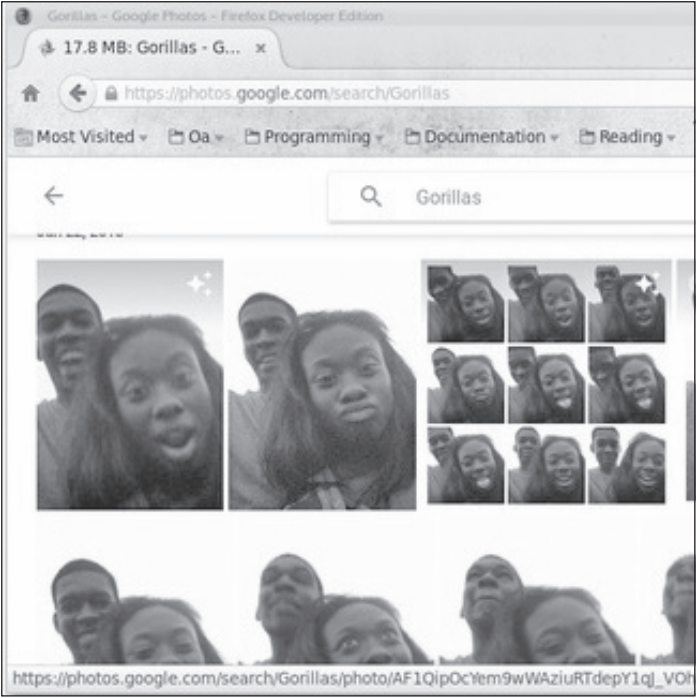 Gorillas - Google Photos - Firefox Developer Edition
17.8 MB: Gorillas - G... ×
https://photos.google.com/search/Gorillas
Most Visited Oa Programming Documentation Reading
Gorillas
https://photos.google.com/search/Gorillas/photo/AF1QipOcYem9wWAziuRTdepY1qJ_VOl